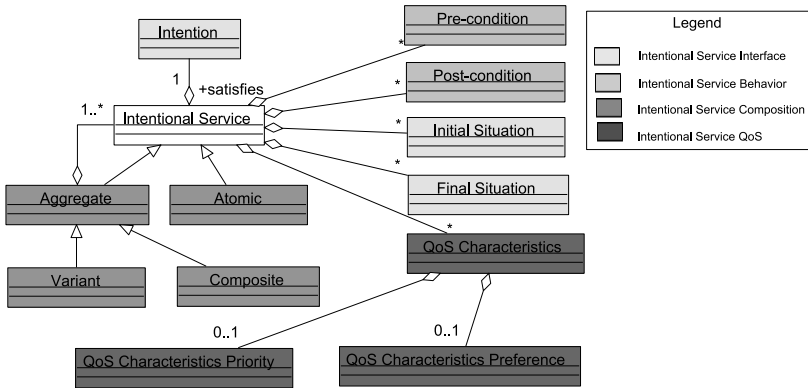 Pre-condition
Legend
Intention
*
Intentional Service Interface
Post-condition
1
+satisfies
*
Intentional Service Behavior
1..*
Intentional Service
Intentional Service Composition
*
Initial Situation
Intentional Service QoS
*
Final Situation
Aggregate
Atomic
*
QoS Characteristics
Variant
Composite
0..1
0..1
QoS Characteristics Priority
QoS Characteristics Preference